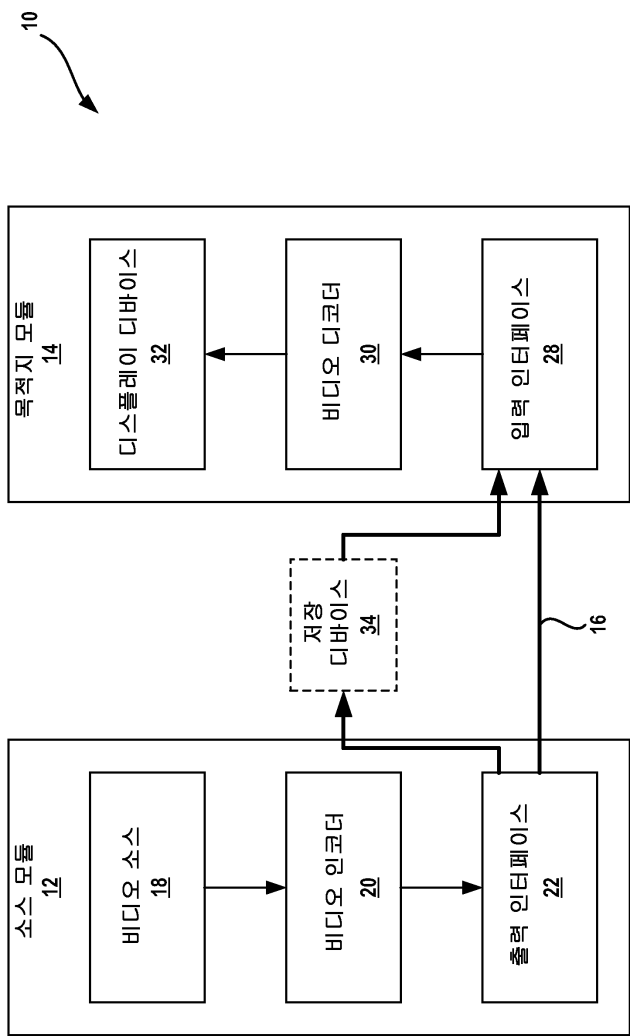 10
소스 모듈
12
비디오 소스
18
비디오 인코더
20
출력 인터페이스
22
저장
디바이스
34
16
목적지 모듈
14
디스플레이 디바이스
32
비디오 디코더
30
입력 인터페이스
28